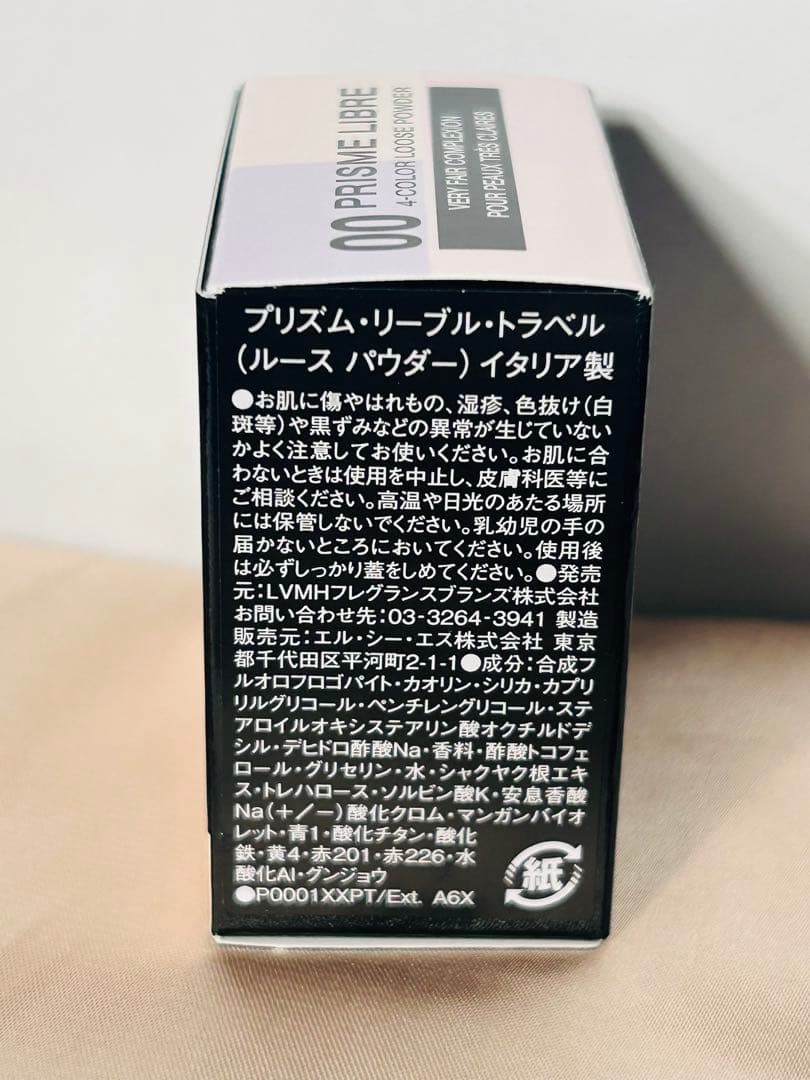 00 PRISME LIBRE
4-COLOR LOOSE POWDER
VERY FAIR COMPLEXION
POUR PEAUX TRÈS CLAIRES
プリズム・リーブル・トラベル
(ルース パウダー) イタリア製
●お肌に傷やはれもの、湿疹、色抜け(白
斑等)や黒ずみなどの異常が生じていない
かよく注意してお使いください。お肌に合
わないときは使用を中止し、皮膚科医等に
ご相談ください。高温や日光のあたる場所
には保管しないでください。乳幼児の手の
届かないところにおいてください。使用後
は必ずしっかり蓋をしめてください。●発売
元:LVMHフレグランスブランズ株式会社
お問い合わせ先:03-3264-3941 製造
販売元:エル・シー・エス株式会社 東京
都千代田区平河町2-1-1●成分:合成フ
ルオロフロゴパイト・カオリン・シリカ・カプリ
リルグリコール・ペンチレングリコール・ステ
アロイルオキシステアリン酸オクチルドデ
シル・デヒドロ酢酸Na・香料・酢酸トコフェ
ロール・グリセリン・水・シャクヤク根エキ
ス・トレハロース・ソルビン酸K・安息香酸
Na(+/-)酸化クロム・マンガンバイオ
レット・青1・酸化チタン・酸化
鉄・黄4・赤201・赤226・水
酸化Al・グンジョウ
●P0001XXPT/Ext. A6X
紙